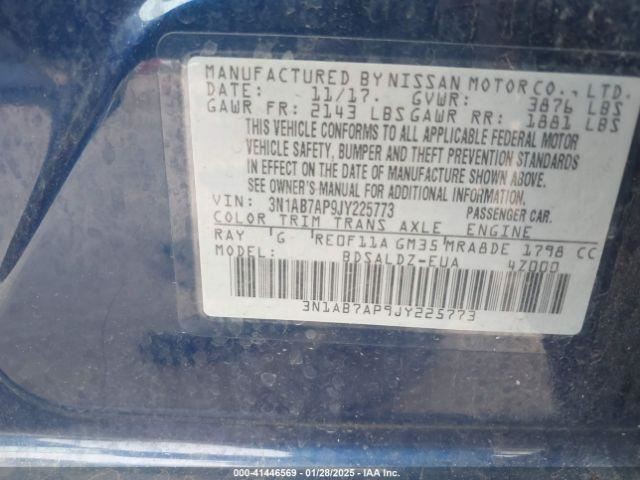 MANUFACTURED BY NISSAN MOTOR CO., LTD.
DATE: 11/17. GVWR: 3876 LBS
GAWR FR: 2143 LBS GAWR RR: 1881 LBS
THIS VEHICLE CONFORMS TO ALL APPLICABLE FEDERAL MOTOR
VEHICLE SAFETY, BUMPER AND THEFT PREVENTION STANDARDS
IN EFFECT ON THE DATE OF MANUFACTURE SHOWN ABOVE.
SEE OWNER'S MANUAL FOR ADDITIONAL INFORMATION.
VIN: 3N1AB7AP9JY225773 PASSENGER CAR.
COLOR TRIM TRANS AXLE ENGINE
RAY G RE0F11A GM35 MRA8DE 1798 CC
MODEL: BDSALDZ-EUA 4Z000
3N1AB7AP9JY225773
000-41446569 | 01/28/2025 - IAA Inc.